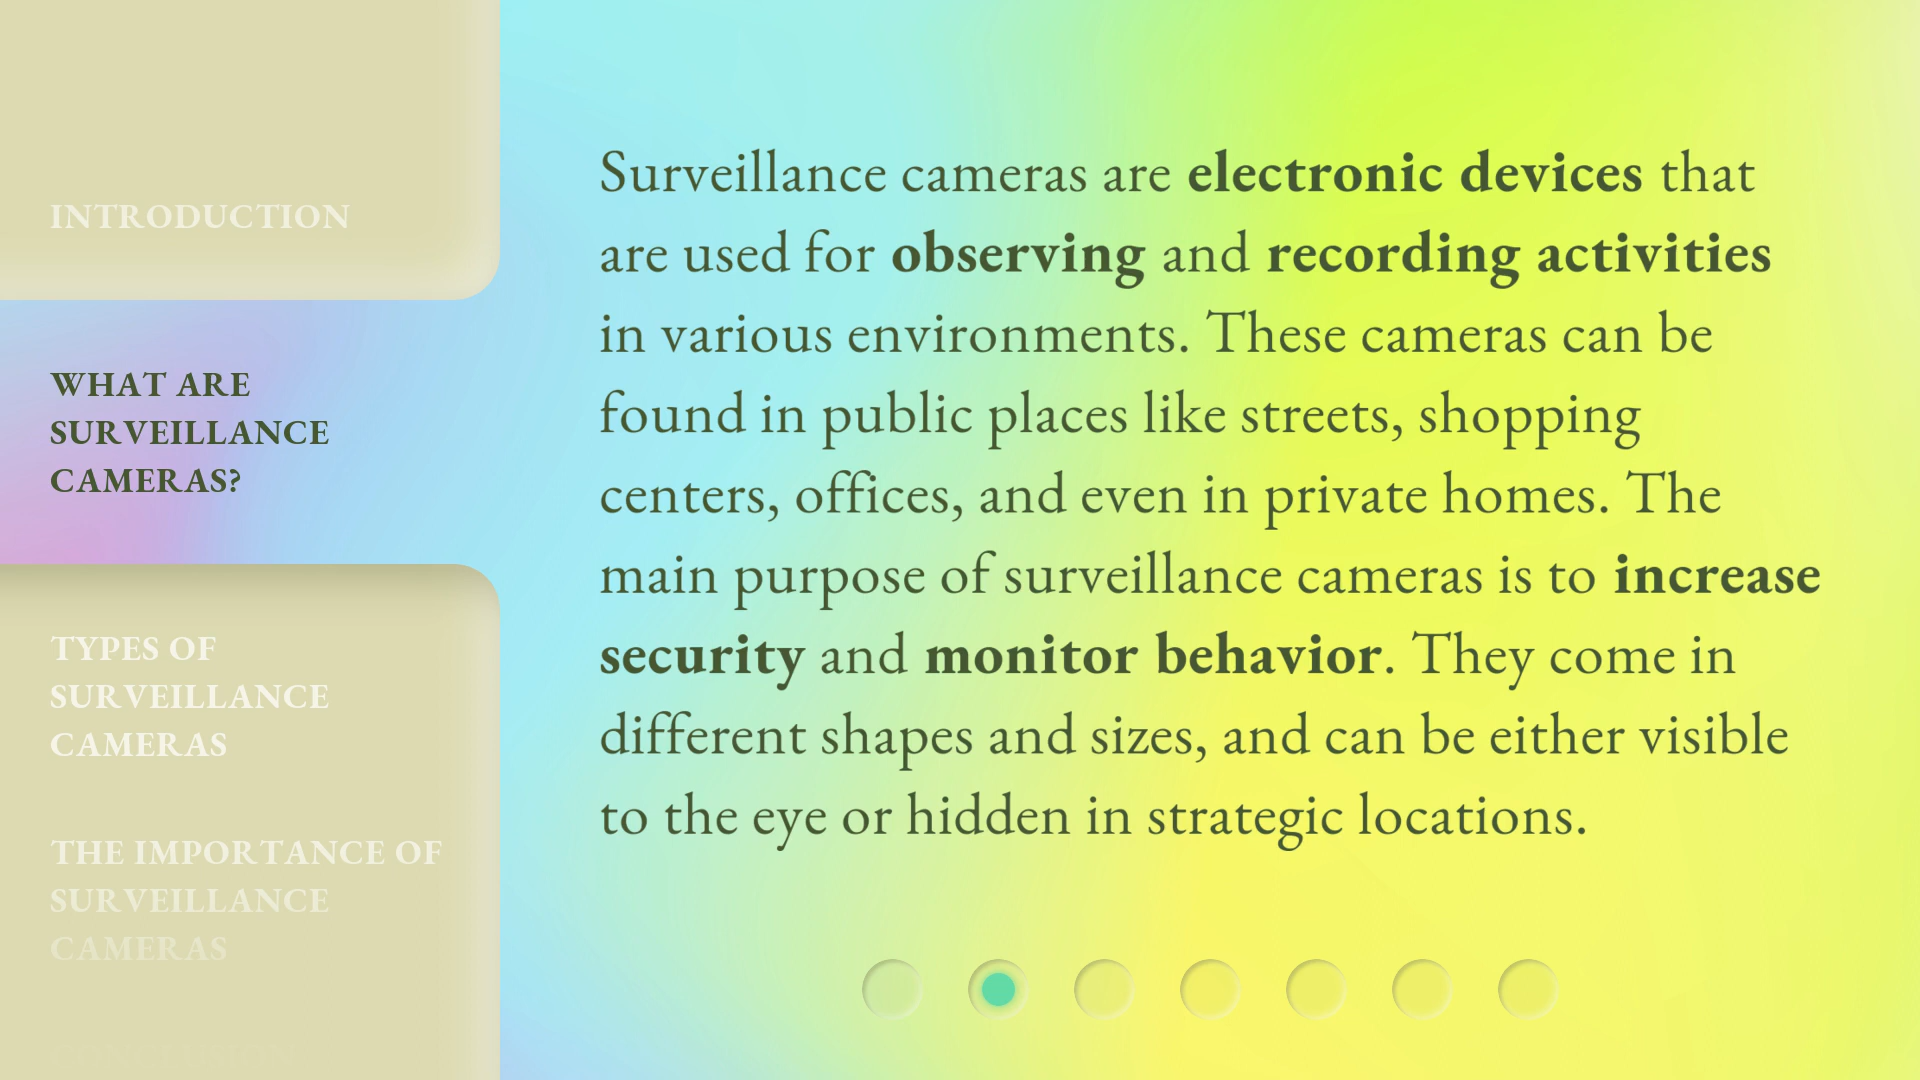 INTRODUCTION
WHAT ARE
SURVEILLANCE
CAMERAS?
TYPES OF
SURVEILLANCE
CAMERAS
THE IMPORTANCE OF
SURVEILLANCE
CAMERAS
CONCLUSION
Surveillance cameras are electronic devices that
are used for observing and recording activities
in various environments. These cameras can be
found in public places like streets, shopping
centers, offices, and even in private homes. The
main purpose of surveillance cameras is to increase
security and monitor behavior. They come in
different shapes and sizes, and can be either visible
to the eye or hidden in strategic locations.